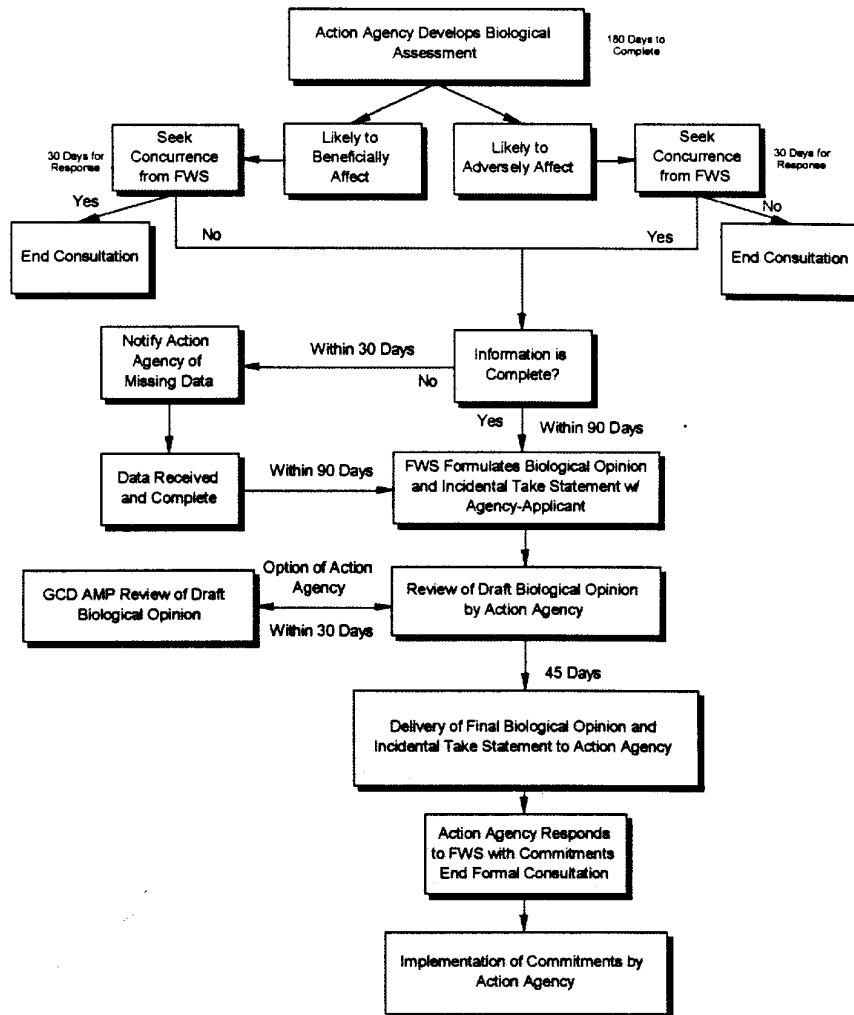 Action Agency Develops Biological
Assessment
180 Days to
Complete
30 Days for
Response
Seek
Concurrence
from FWS
Likely to
Beneficially
Affect
Likely to
Adversely Affect
Seek
Concurrence
from FWS
30 Days for
Response
Yes
No
End Consultation
No
Yes
End Consultation
Notify Action
Agency of
Missing Data
Within 30 Days
No
Information is
Complete?
Yes
Within 90 Days
Data Received
and Complete
Within 90 Days
FWS Formulates Biological Opinion
and Incidental Take Statement w/
Agency-Applicant
GCD AMP Review of Draft
Biological Opinion
Option of Action
Agency
Within 30 Days
Review of Draft Biological Opinion
by Action Agency
45 Days
Delivery of Final Biological Opinion and
Incidental Take Statement to Action Agency
Action Agency Responds
to FWS with Commitments
End Formal Consultation
Implementation of Commitments by
Action Agency